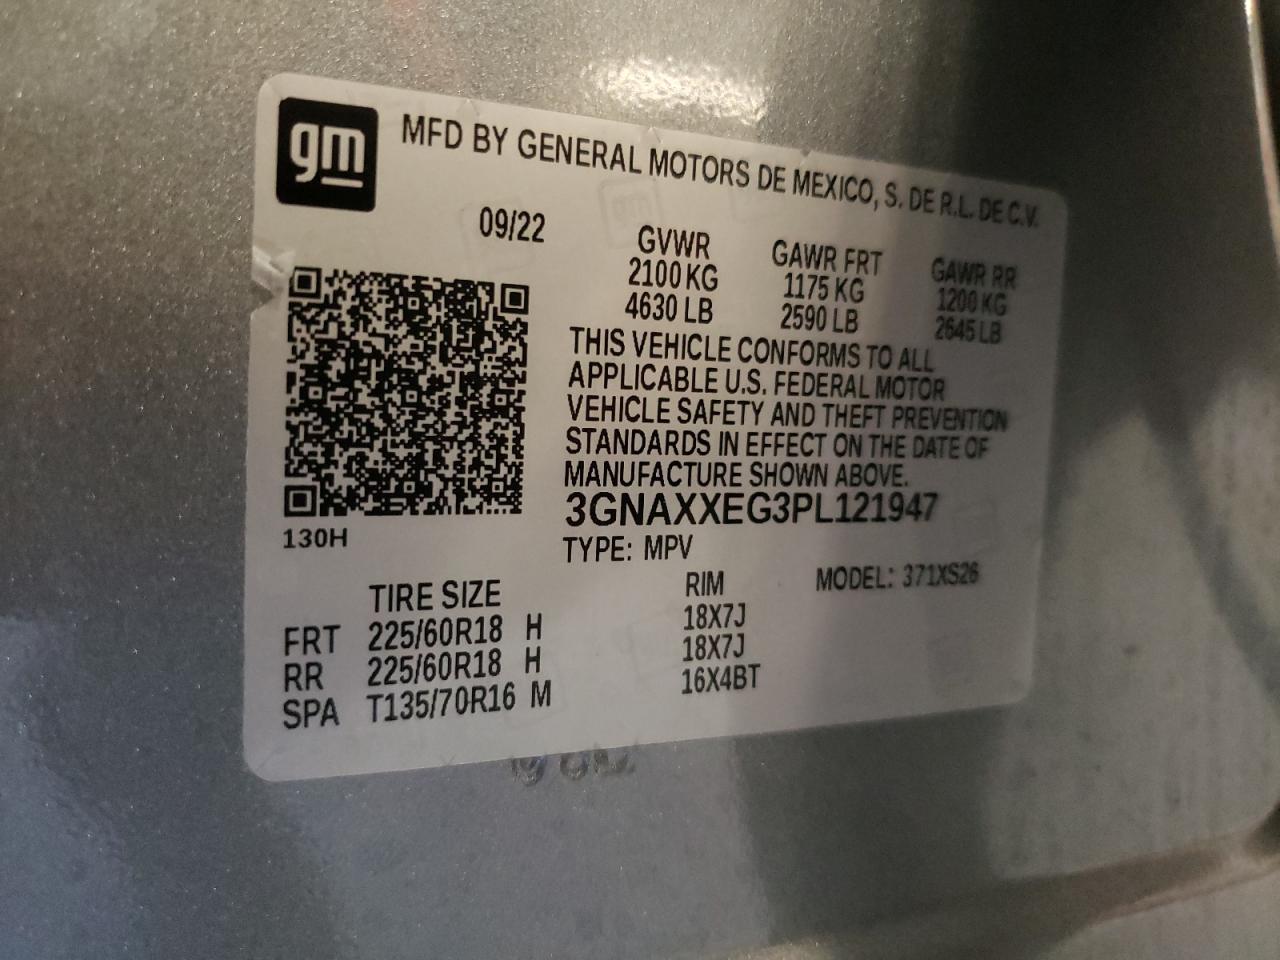 gm
MFD BY GENERAL MOTORS DE MEXICO, S. DE R.L. DE C.V.
09/22
GVWR GAWR FRT GAWR RR
2100 KG 1175 KG 1200 KG
4630 LB 2590 LB 2645 LB
THIS VEHICLE CONFORMS TO ALL
APPLICABLE U.S. FEDERAL MOTOR
VEHICLE SAFETY AND THEFT PREVENTION
STANDARDS IN EFFECT ON THE DATE OF
MANUFACTURE SHOWN ABOVE.
3GNAXXEG3PL121947
130H
TYPE: MPV
MODEL: 371XS26
TIRE SIZE RIM
FRT 225/60R18 H 18X7J
RR 225/60R18 H 18X7J
SPA T135/70R16 M 16X4BT